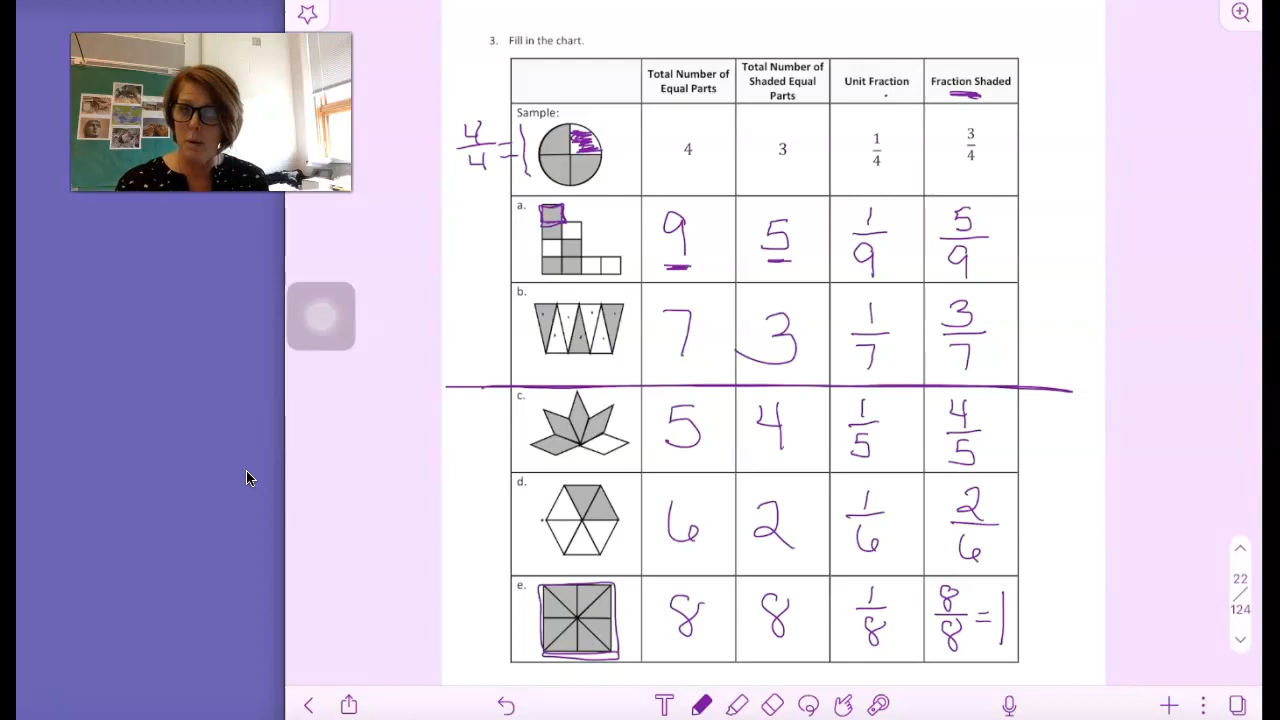 3. Fill in the chart.
Total Number of Equal Parts
Total Number of Shaded Equal Parts
Unit Fraction
Fraction Shaded
Sample:
4/4 = 1
4 3 1/4 3/4
a. 9 5 1/9 5/9
b. 7 3 1/7 3/7
c. 5 4 1/5 4/5
d. 6 2 1/6 2/6
e. 8 8 1/8 8/8 = 1
22
/
124
T